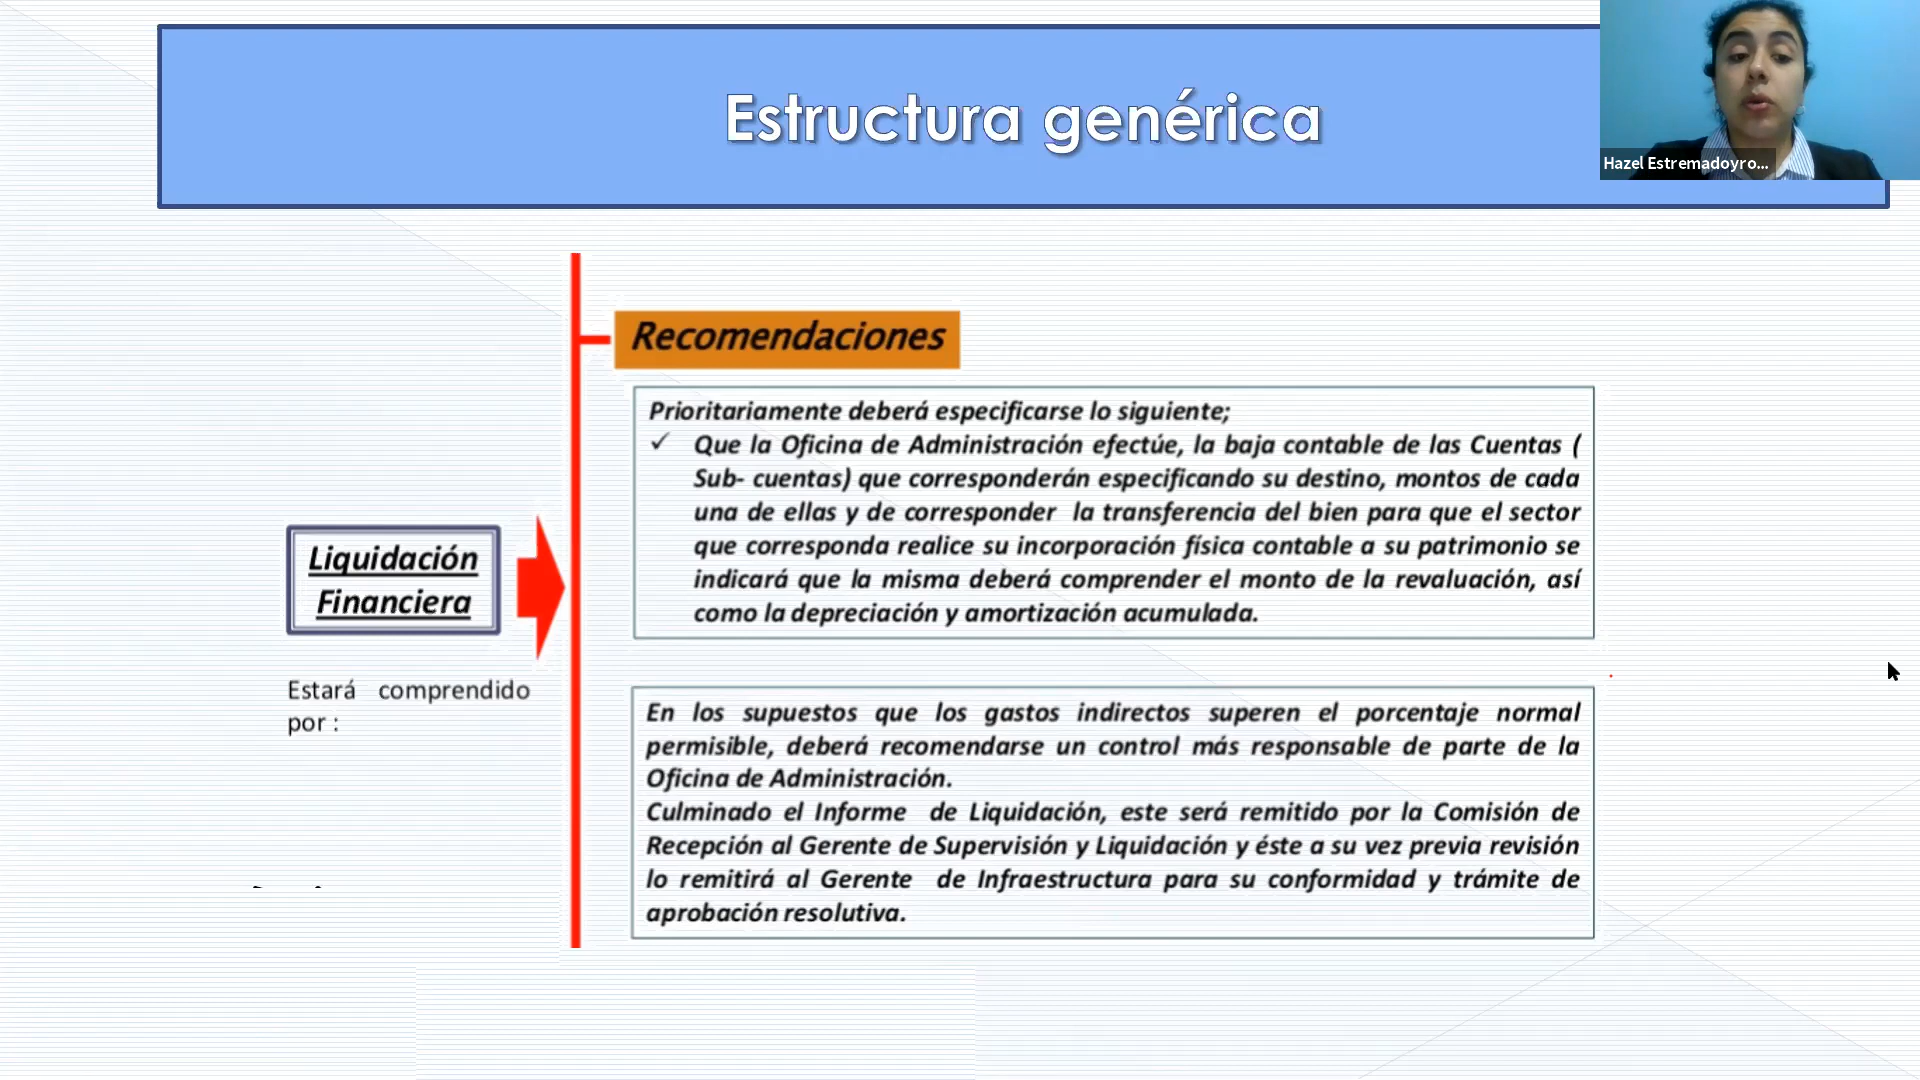 Estructura genérica
Hazel Estremadoyro...
Recomendaciones
Prioritariamente deberá especificarse lo siguiente;
✓ Que la Oficina de Administración efectúe, la baja contable de las Cuentas (
Sub- cuentas) que corresponderán especificando su destino, montos de cada
una de ellas y de corresponder la transferencia del bien para que el sector
que corresponda realice su incorporación física contable a su patrimonio se
indicará que la misma deberá comprender el monto de la revaluación, así
como la depreciación y amortización acumulada.
Liquidación
Financiera
Estará comprendido
por :
En los supuestos que los gastos indirectos superen el porcentaje normal
permisible, deberá recomendarse un control más responsable de parte de la
Oficina de Administración.
Culminado el Informe de Liquidación, este será remitido por la Comisión de
Recepción al Gerente de Supervisión y Liquidación y éste a su vez previa revisión
lo remitirá al Gerente de Infraestructura para su conformidad y trámite de
aprobación resolutiva.